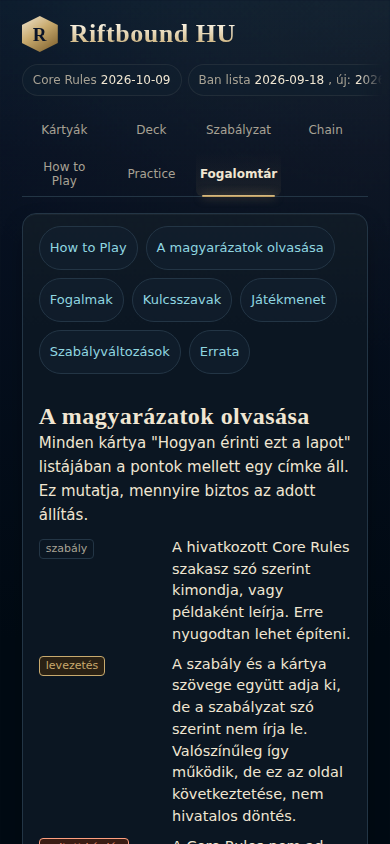 R
Riftbound HU
Core Rules 2026-10-09
Ban lista 2026-09-18 , új: 202
Kártyák
Deck
Szabályzat
Chain
How to
Play
Practice
Fogalomtár
How to Play
A magyarázatok olvasása
Fogalmak
Kulcsszavak
Játékmenet
Szabályváltozások
Errata
A magyarázatok olvasása
Minden kártya "Hogyan érinti ezt a lapot"
listájában a pontok mellett egy címke áll.
Ez mutatja, mennyire biztos az adott
állítás.
szabály
A hivatkozott Core Rules
szakasz szó szerint
kimondja, vagy
példaként leírja. Erre
nyugodtan lehet építeni.
levezetés
A szabály és a kártya
szövege együtt adja ki,
de a szabályzat szó
szerint nem írja le.
Valószínűleg így
működik, de ez az oldal
következtetése, nem
hivatalos döntés.
A Core Rules nem ad